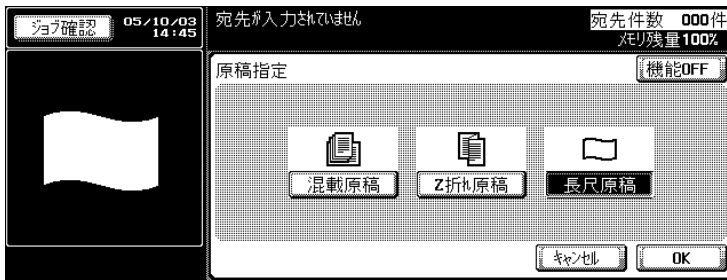 ジョブ確認
05/10/03
14:45
宛先が入力されていません
宛先件数 000件
メモリ残量100%
原稿指定
機能OFF
混載原稿
Z折れ原稿
長尺原稿
キャンセル
OK